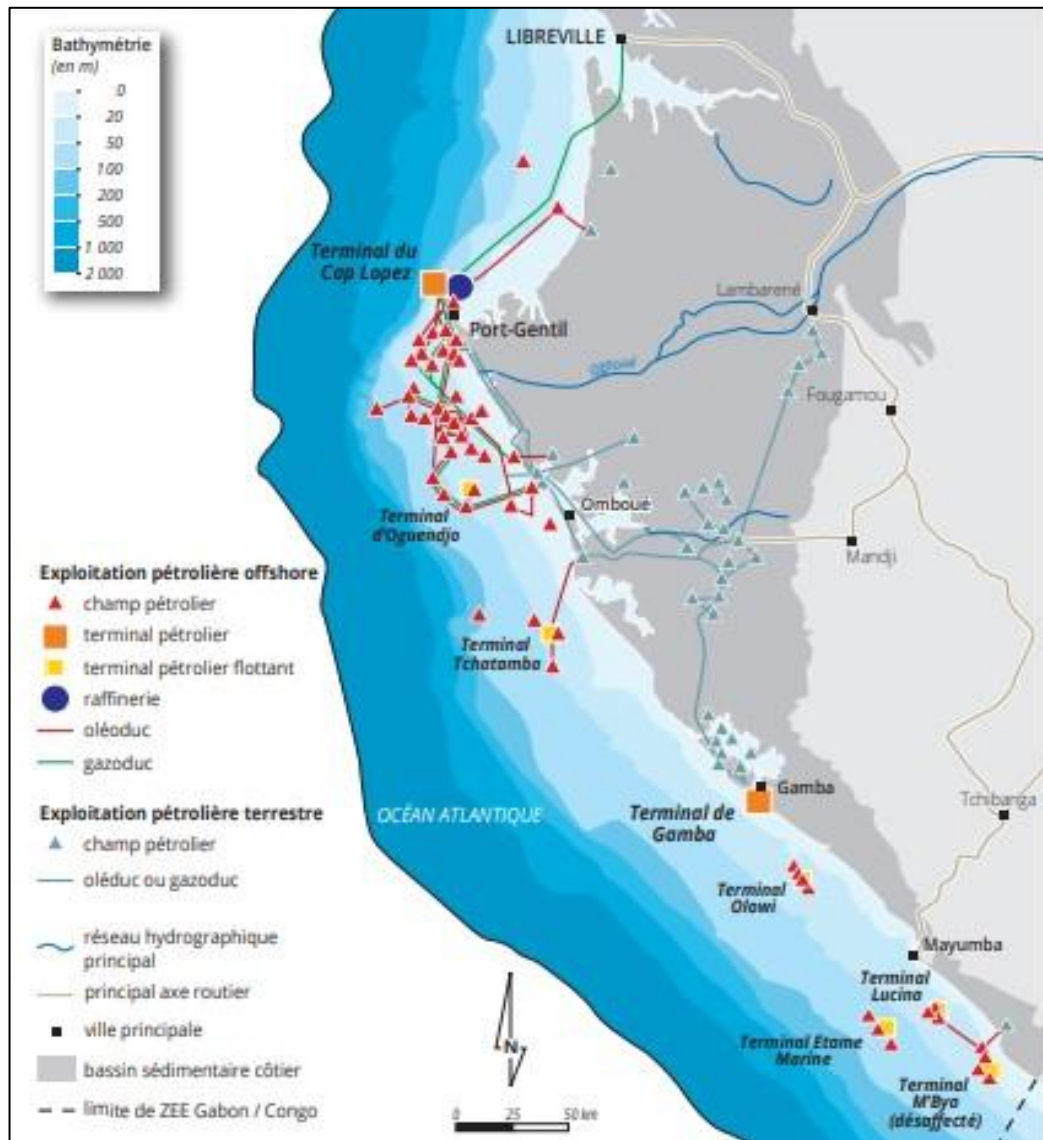 Bathymétrie
(en m)
0
20
50
100
200
500
1 000
2 000
LIBREVILLE
Terminal du
Cap Lopez
Port-Gentil
Lambarené
ogooué
Fougamou
Omboué
Mandji
Terminal
d'Oguendjo
Terminal
Tchatamba
Exploitation pétrolière offshore
champ pétrolier
terminal pétrolier
terminal pétrolier flottant
raffinerie
oléoduc
gazoduc
Exploitation pétrolière terrestre
champ pétrolier
oléduc ou gazoduc
réseau hydrographique
principal
principal axe routier
ville principale
bassin sédimentaire côtier
limite de ZEE Gabon / Congo
OCÉAN ATLANTIQUE
Gamba
Terminal de
Gamba
Tchibanga
Terminal
Olowi
Mayumba
Terminal
Lucina
Terminal Etame
Marine
Terminal
M'Bya
(désaffecté)
N
0 25 50 km